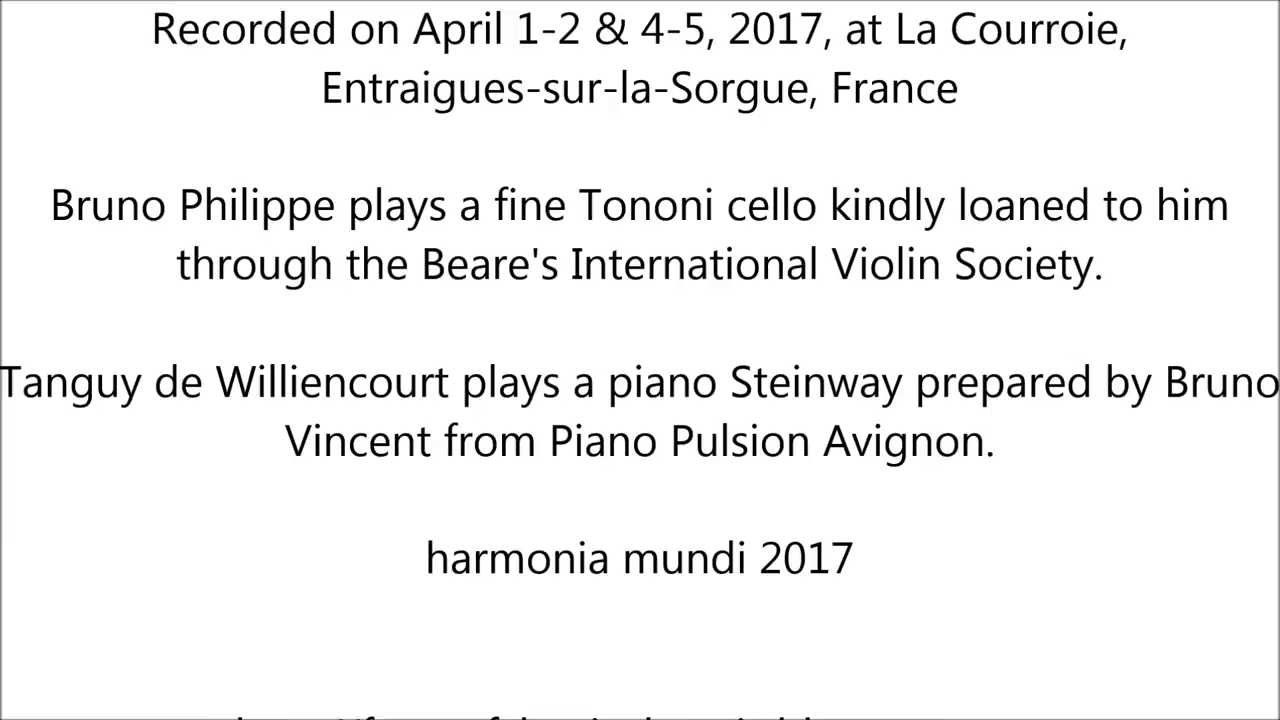 Recorded on April 1-2 & 4-5, 2017, at La Courroie,
Entraigues-sur-la-Sorgue, France
Bruno Philippe plays a fine Tononi cello kindly loaned to him
through the Beare's International Violin Society.
Tanguy de Williencourt plays a piano Steinway prepared by Bruno
Vincent from Piano Pulsion Avignon.
harmonia mundi 2017